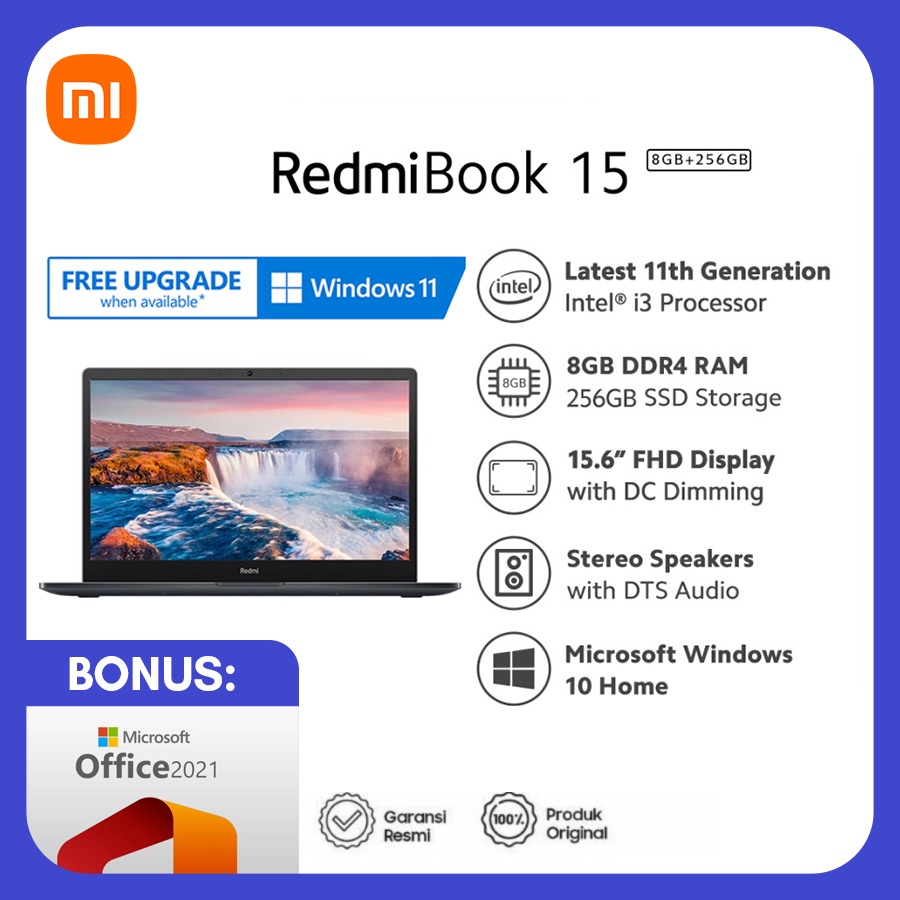 mi
RedmiBook 15
8GB+256GB
FREE UPGRADE
when available*
Windows 11
intel
Latest 11th Generation
Intel® i3 Processor
8GB
8GB DDR4 RAM
256GB SSD Storage
15.6” FHD Display
with DC Dimming
Stereo Speakers
with DTS Audio
Microsoft Windows
10 Home
Redmi
BONUS:
Microsoft
Office2021
Garansi
Resmi
100%
Produk
Original